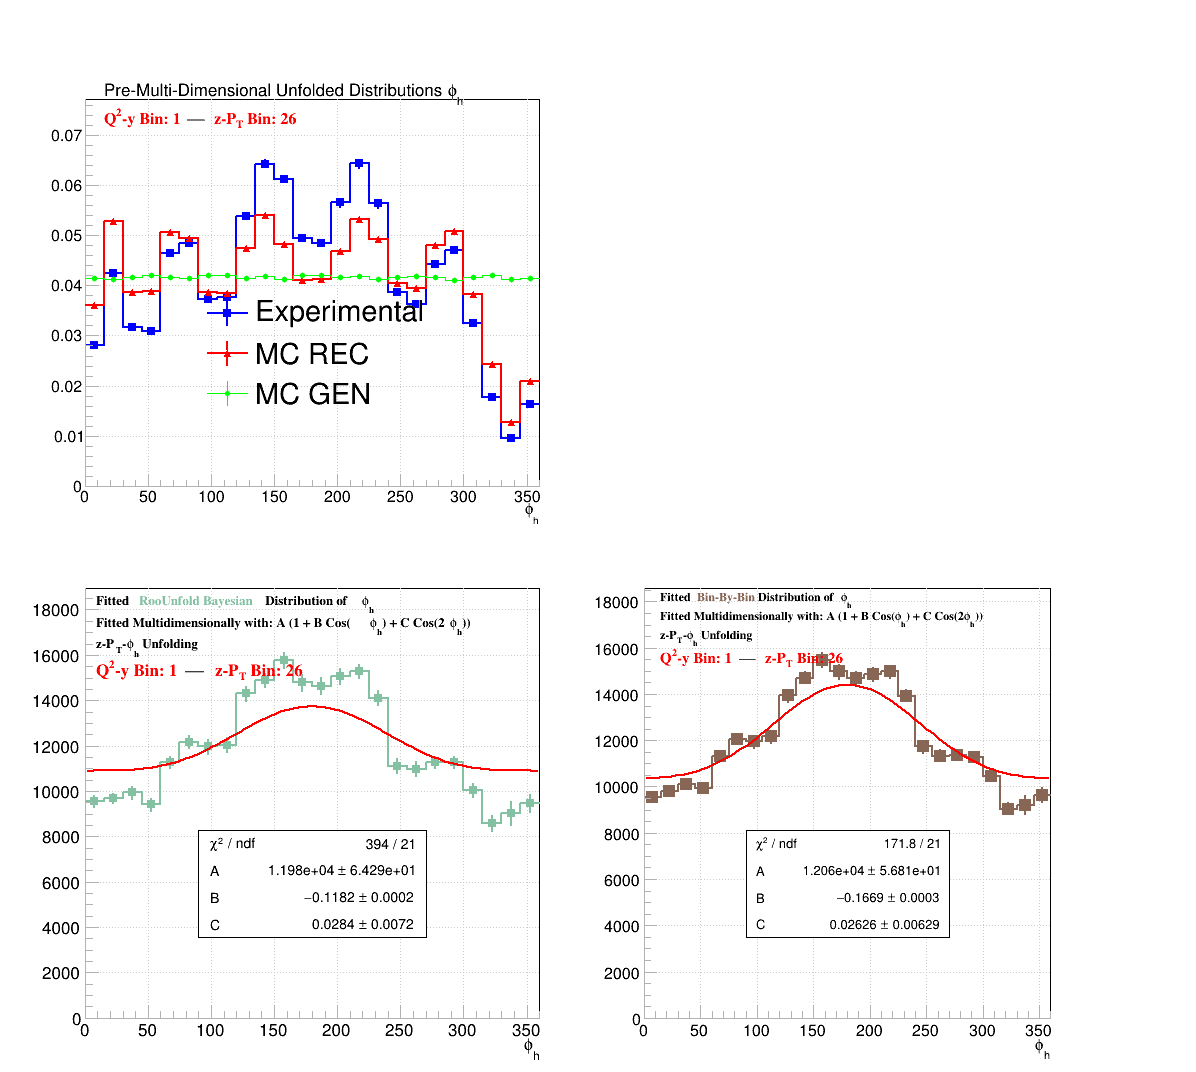 Pre-Multi-Dimensional Unfolded Distributions ϕh
Q²-y Bin: 1 — z-PT Bin: 26
0.07
0.06
0.05
0.04
0.03
0.02
0.01
0
Experimental
MC REC
MC GEN
0 50 100 150 200 250 300 350
ϕh
Fitted RooUnfold Bayesian Distribution of ϕh
Fitted Multidimensionally with: A (1 + B Cos( ϕh) + C Cos(2 ϕh))
z-PT-ϕh Unfolding
Q²-y Bin: 1 — z-PT Bin: 26
18000
16000
14000
12000
10000
8000
6000
4000
2000
0
χ² / ndf 394 / 21
A 1.198e+04 ± 6.429e+01
B −0.1182 ± 0.0002
C 0.0284 ± 0.0072
0 50 100 150 200 250 300 350
ϕh
Fitted Bin-By-Bin Distribution of ϕh
Fitted Multidimensionally with: A (1 + B Cos(ϕh) + C Cos(2ϕh))
z-PT-ϕh Unfolding
Q²-y Bin: 1 — z-PT Bin: 26
18000
16000
14000
12000
10000
8000
6000
4000
2000
0
χ² / ndf 171.8 / 21
A 1.206e+04 ± 5.681e+01
B −0.1669 ± 0.0003
C 0.02626 ± 0.00629
0 50 100 150 200 250 300 350
ϕh